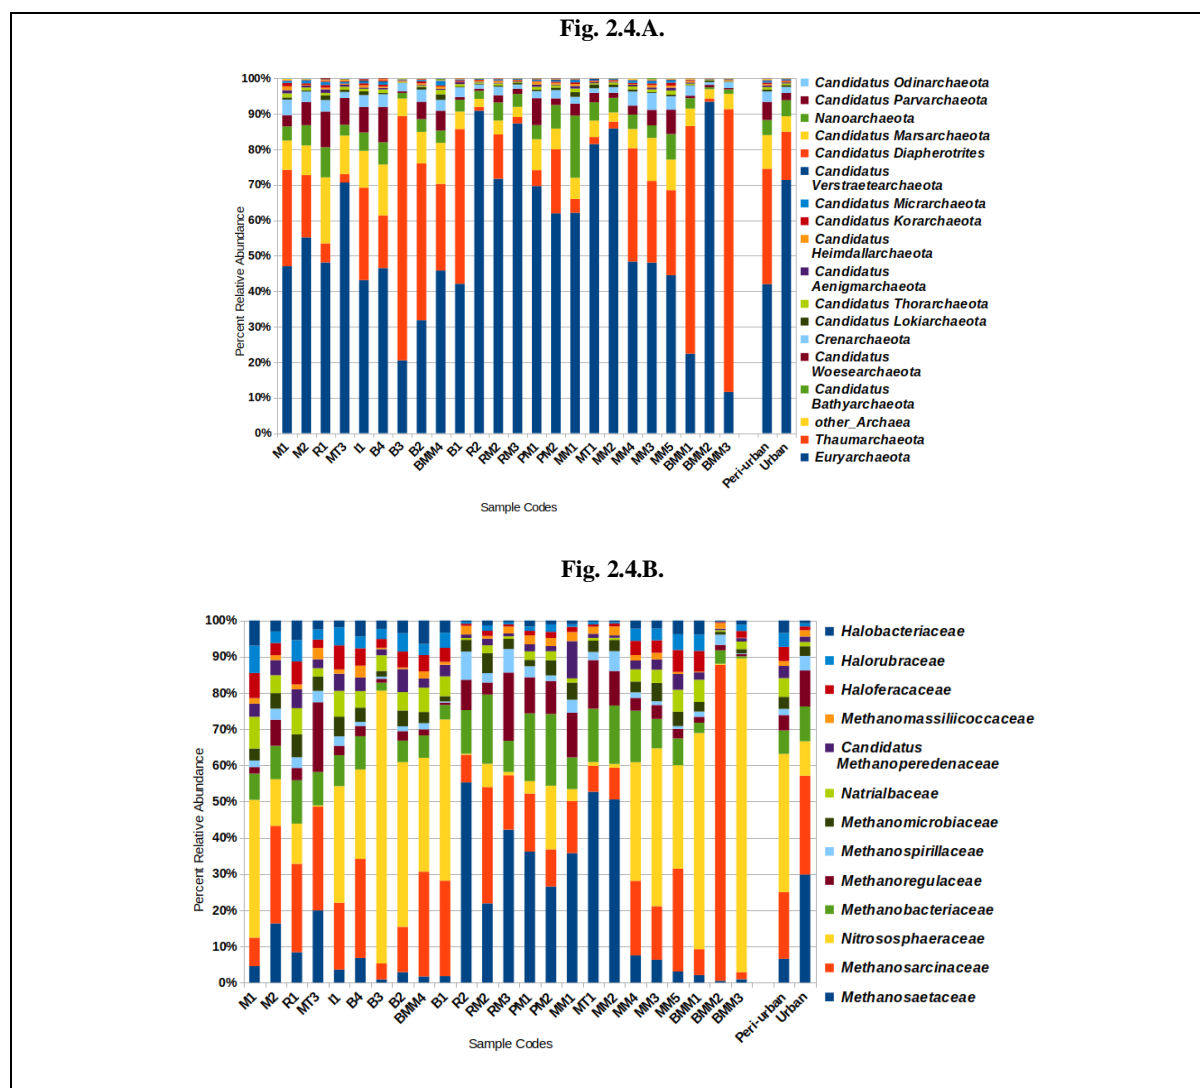 Fig. 2.4.A.
Percent Relative Abundance
100%
90%
80%
70%
60%
50%
40%
30%
20%
10%
0%
M1
M2
R1
MT3
I1
B4
B3
B2
BMM4
B1
R2
RM2
RM3
PM1
PM2
MM1
MT1
MM2
MM4
MM3
MM5
BMM1
BMM2
BMM3
Peri-urban
Urban
Sample Codes
Candidatus Odinarchaeota
Candidatus Parvarchaeota
Nanoarchaeota
Candidatus Marsarchaeota
Candidatus Diapherotrites
Candidatus
Verstraetearchaeota
Candidatus Micrarchaeota
Candidatus Korarchaeota
Candidatus
Heimdallarchaeota
Candidatus
Aenigmarchaeota
Candidatus Thorarchaeota
Candidatus Lokiarchaeota
Crenarchaeota
Candidatus
Woesearchaeota
Candidatus
Bathyarchaeota
other_Archaea
Thaumarchaeota
Euryarchaeota
Fig. 2.4.B.
Percent Relative Abundance
100%
90%
80%
70%
60%
50%
40%
30%
20%
10%
0%
M1
M2
R1
MT3
I1
B4
B3
B2
BMM4
B1
R2
RM2
RM3
PM1
PM2
MM1
MT1
MM2
MM4
MM3
MM5
BMM1
BMM2
BMM3
Peri-urban
Urban
Sample Codes
Halobacteriaceae
Halorubraceae
Haloferacaceae
Methanomassiliicoccaceae
Candidatus
Methanoperedenaceae
Natrialbaceae
Methanomicrobiaceae
Methanospirillaceae
Methanoregulaceae
Methanobacteriaceae
Nitrososphaeraceae
Methanosarcinaceae
Methanosaetaceae